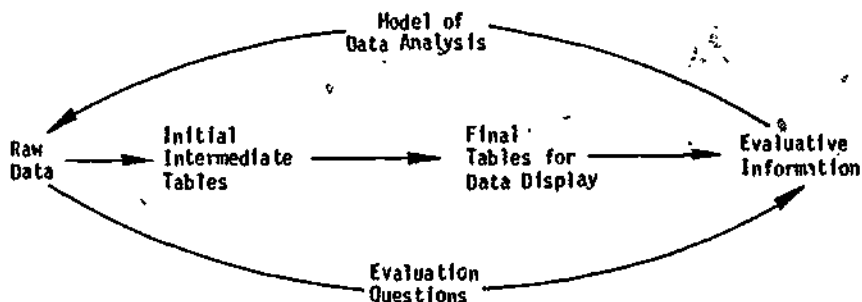 Model of
Data Analysis
Raw
Data
Initial
Intermediate
Tables
Final
Tables for
Data Display
Evaluative
Information
Evaluation
Questions